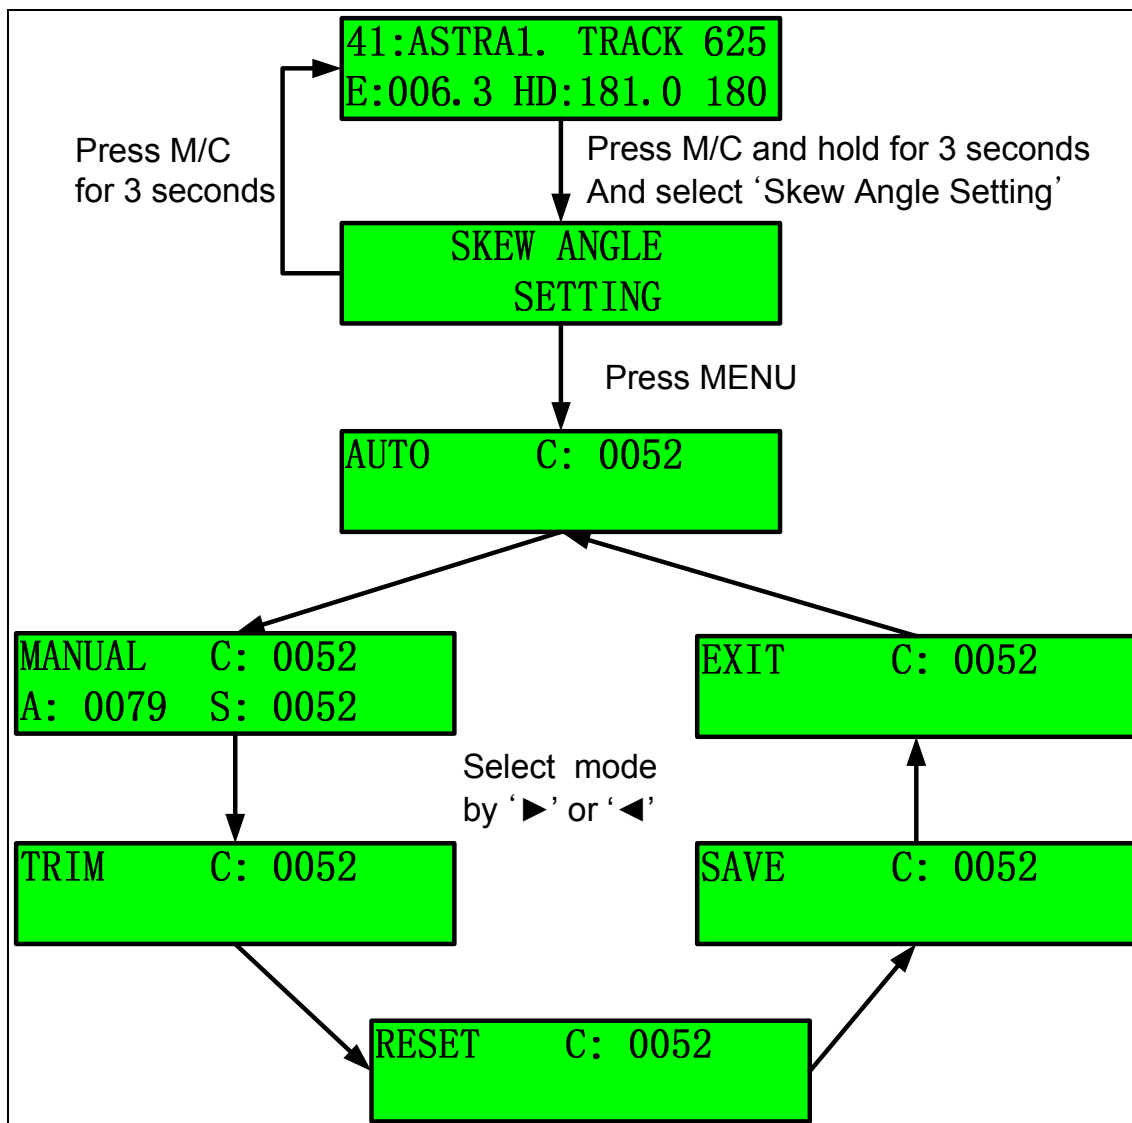 41:ASTRA1. TRACK 625
E:006.3 HD:181.0 180
Press M/C
for 3 seconds
Press M/C and hold for 3 seconds
And select ‘Skew Angle Setting’
SKEW ANGLE
SETTING
Press MENU
AUTO C: 0052
MANUAL C: 0052
A: 0079 S: 0052
EXIT C: 0052
Select mode
by ‘►’ or ‘◄’
TRIM C: 0052
SAVE C: 0052
RESET C: 0052